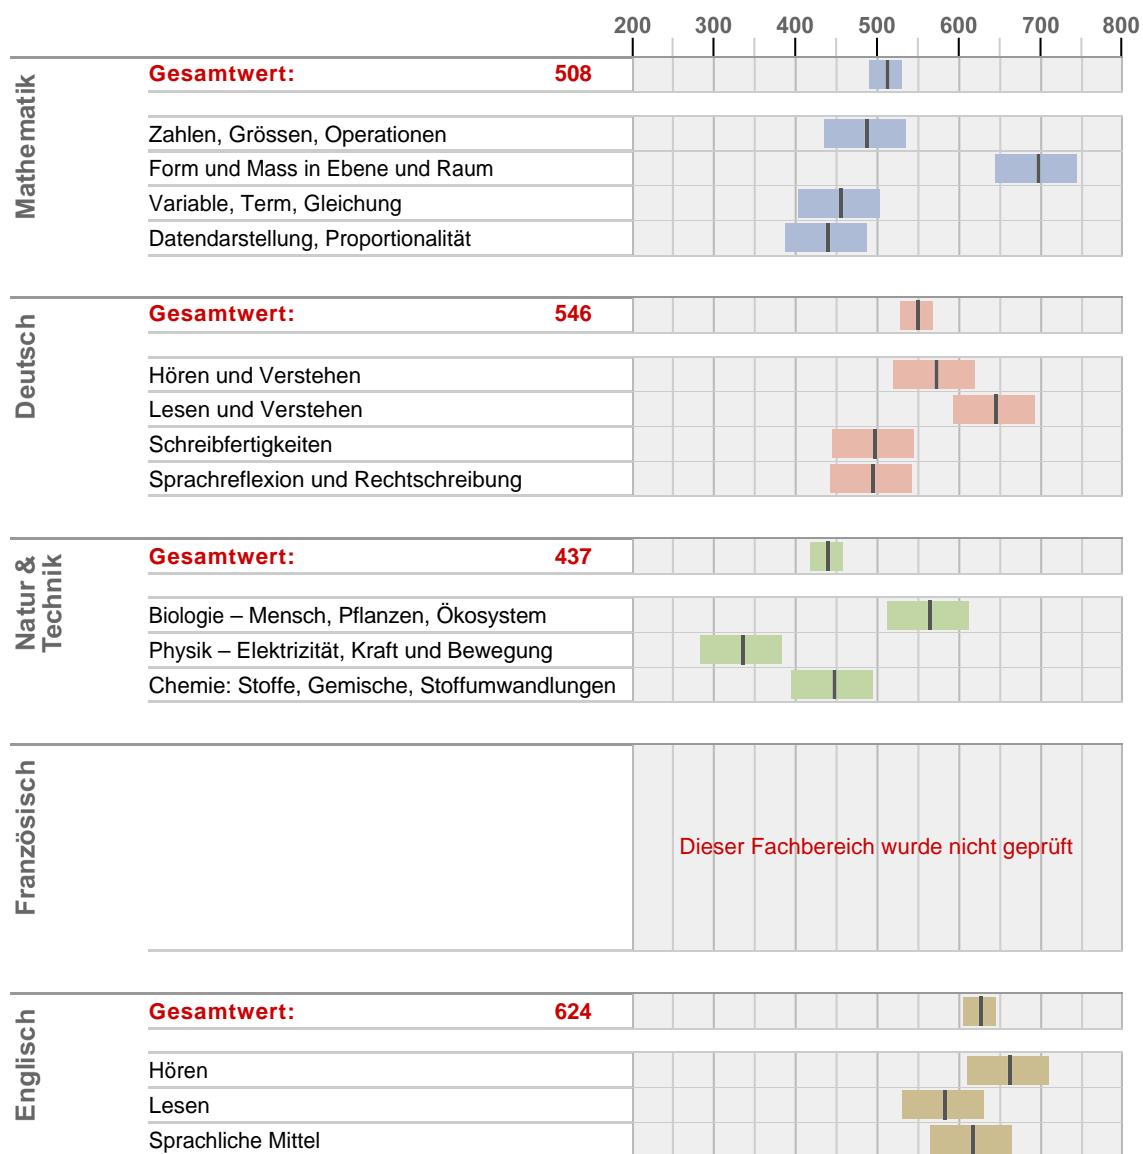 200 300 400 500 600 700 800
Mathematik
Gesamtwert: 508
Zahlen, Grössen, Operationen
Form und Mass in Ebene und Raum
Variable, Term, Gleichung
Datendarstellung, Proportionalität
Deutsch
Gesamtwert: 546
Hören und Verstehen
Lesen und Verstehen
Schreibfertigkeiten
Sprachreflexion und Rechtschreibung
Natur &
Technik
Gesamtwert: 437
Biologie – Mensch, Pflanzen, Ökosystem
Physik – Elektrizität, Kraft und Bewegung
Chemie: Stoffe, Gemische, Stoffumwandlungen
Französisch
Dieser Fachbereich wurde nicht geprüft
Englisch
Gesamtwert: 624
Hören
Lesen
Sprachliche Mittel